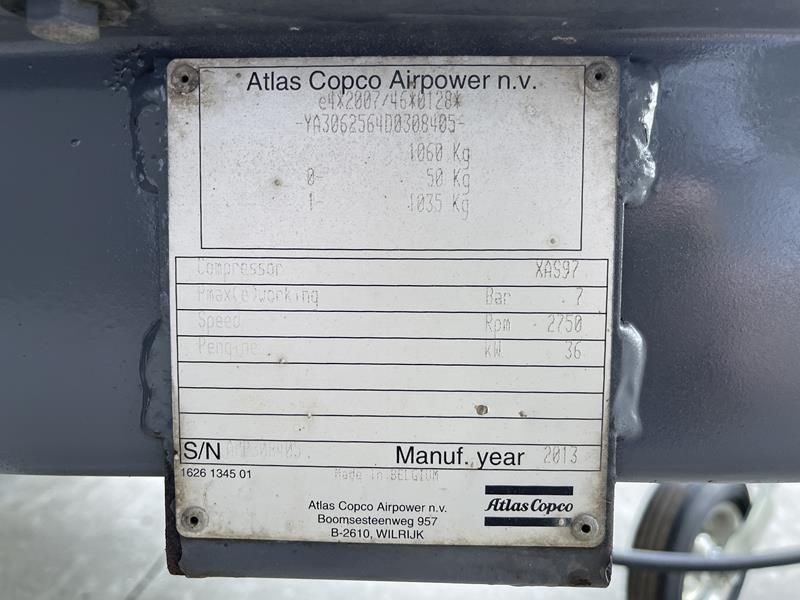 Atlas Copco Airpower n.v.
e4*2007/46*0128*
-YA3062564D0308405-
1060 Kg
0- 50 Kg
1- 1035 Kg
Compressor XAS97
Pmax(e)working Bar 7
Speed Rpm 2750
Pengine kW 36
S/N Manuf. year 2013
1626 1345 01
Made in BELGIUM
Atlas Copco Airpower n.v.
Boomsesteenweg 957
B-2610, WILRIJK
Atlas Copco